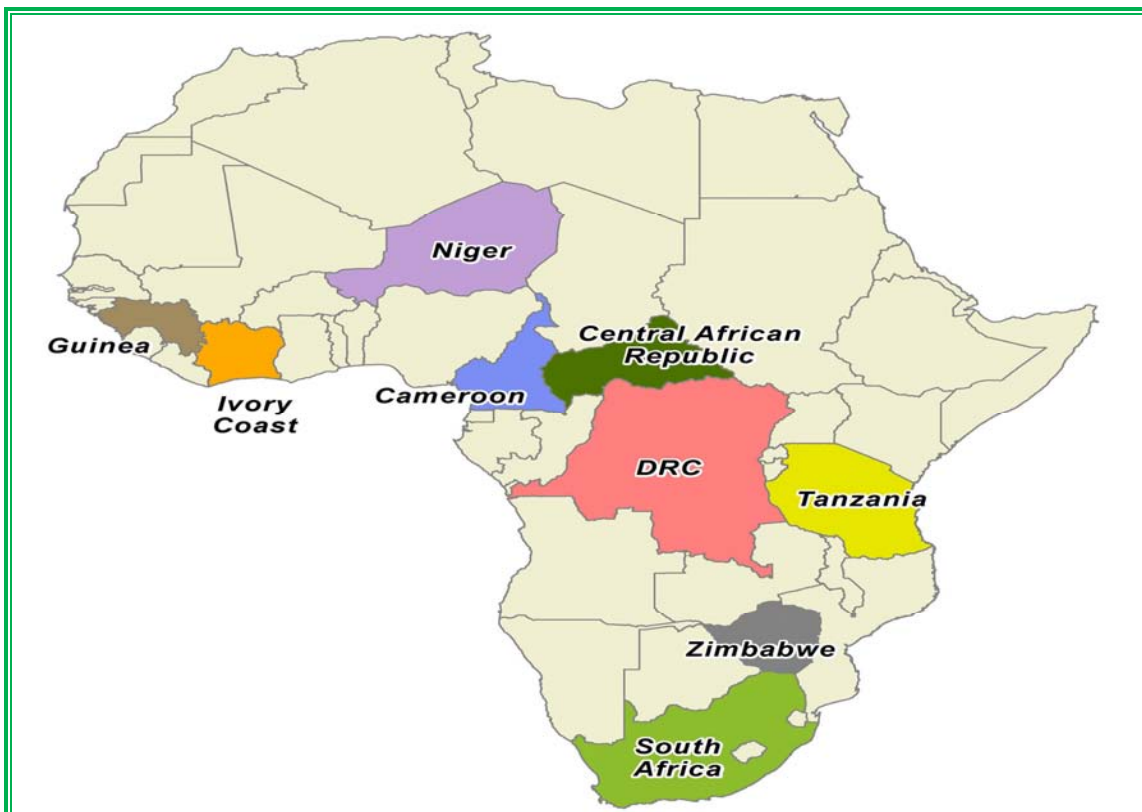 Niger
Central African
Republic
Guinea
Cameroon
Ivory
Coast
DRC
Tanzania
Zimbabwe
South
Africa